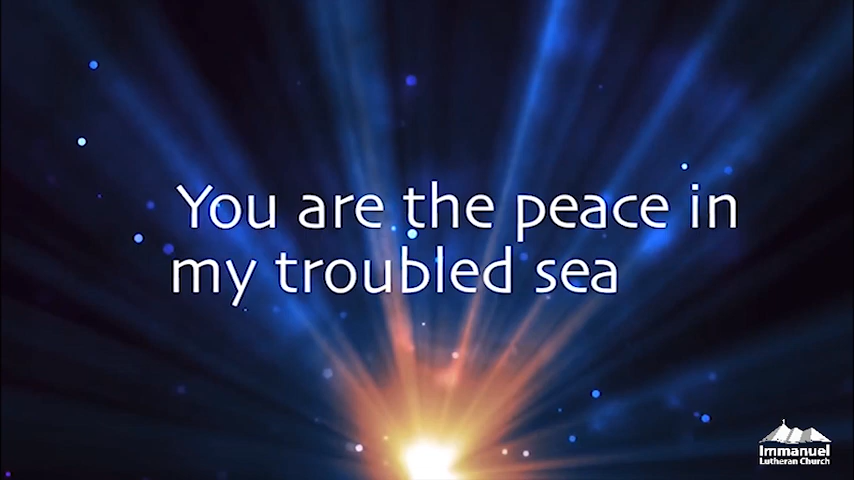 You are the peace in
my troubled sea
Immanuel
Lutheran Church